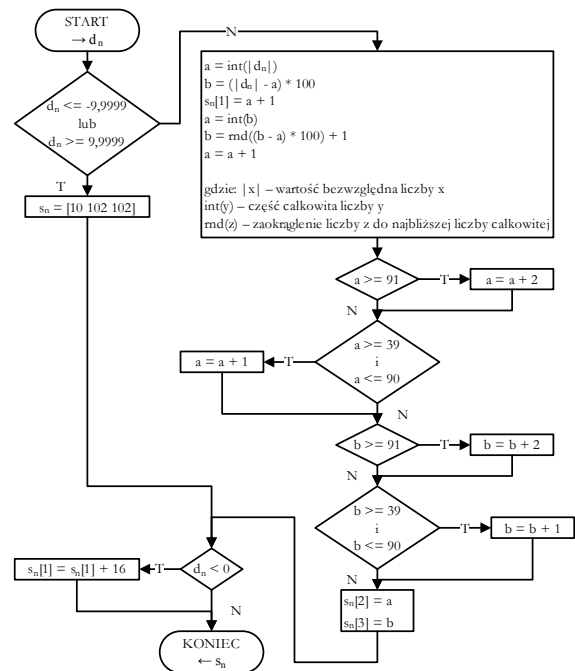 START
→ dₙ
N
dₙ <= -9,9999
lub
dₙ >= 9,9999
T
sₙ = [10 102 102]
a = int(|dₙ|)
b = (|dₙ| - a) * 100
sₙ[1] = a + 1
a = int(b)
b = rnd((b - a) * 100) + 1
a = a + 1
gdzie: |x| – wartość bezwzględna liczby x
int(y) – część całkowita liczby y
rnd(z) – zaokrąglenie liczby z do najbliższej liczby całkowitej
a >= 91
T
a = a + 2
N
a >= 39
i
a <= 90
T
a = a + 1
N
b >= 91
T
b = b + 2
N
b >= 39
i
b <= 90
T
b = b + 1
N
sₙ[2] = a
sₙ[3] = b
dₙ < 0
T
sₙ[1] = sₙ[1] + 16
N
KONIEC
← sₙ